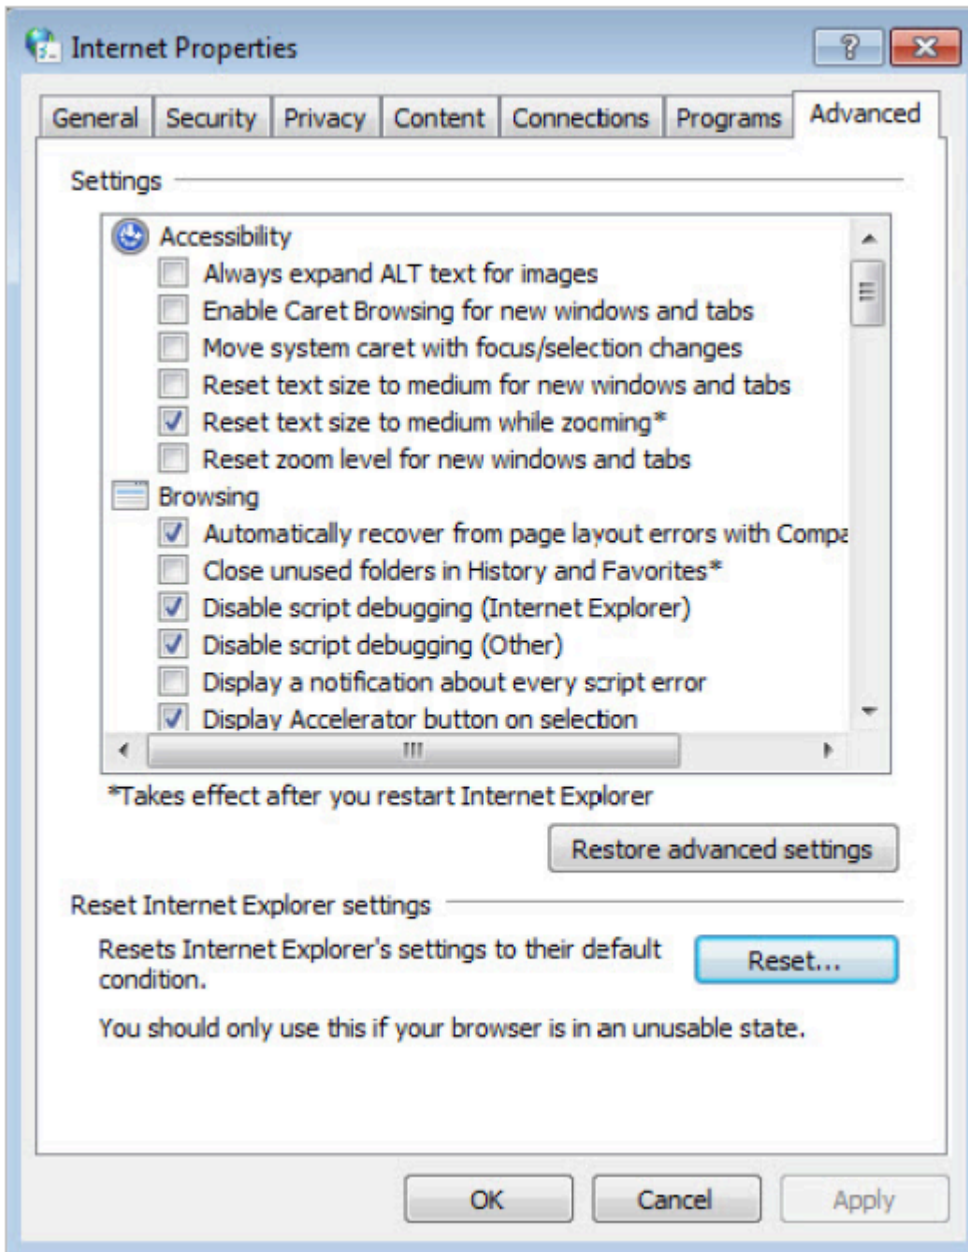 Internet Properties
General Security Privacy Content Connections Programs Advanced
Settings
Accessibility
Always expand ALT text for images
Enable Caret Browsing for new windows and tabs
Move system caret with focus/selection changes
Reset text size to medium for new windows and tabs
Reset text size to medium while zooming*
Reset zoom level for new windows and tabs
Browsing
Automatically recover from page layout errors with Compa
Close unused folders in History and Favorites*
Disable script debugging (Internet Explorer)
Disable script debugging (Other)
Display a notification about every script error
Display Accelerator button on selection
*Takes effect after you restart Internet Explorer
Restore advanced settings
Reset Internet Explorer settings
Resets Internet Explorer's settings to their default
condition.
Reset...
You should only use this if your browser is in an unusable state.
OK Cancel Apply